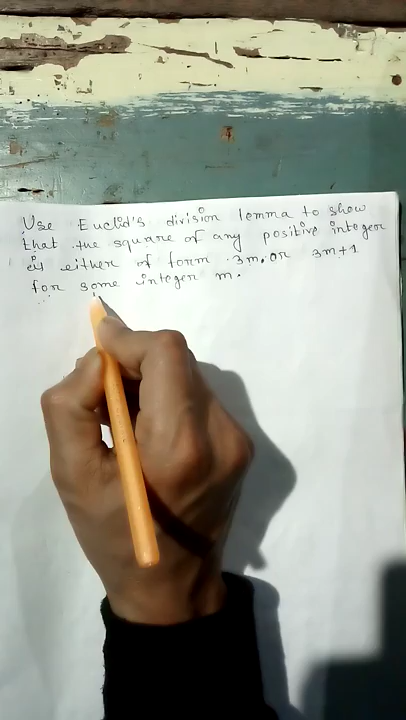 Use Euclid's division lemma to show
that the square of any positive integer
is either of form 3m, or 3m+1
for some integer m.